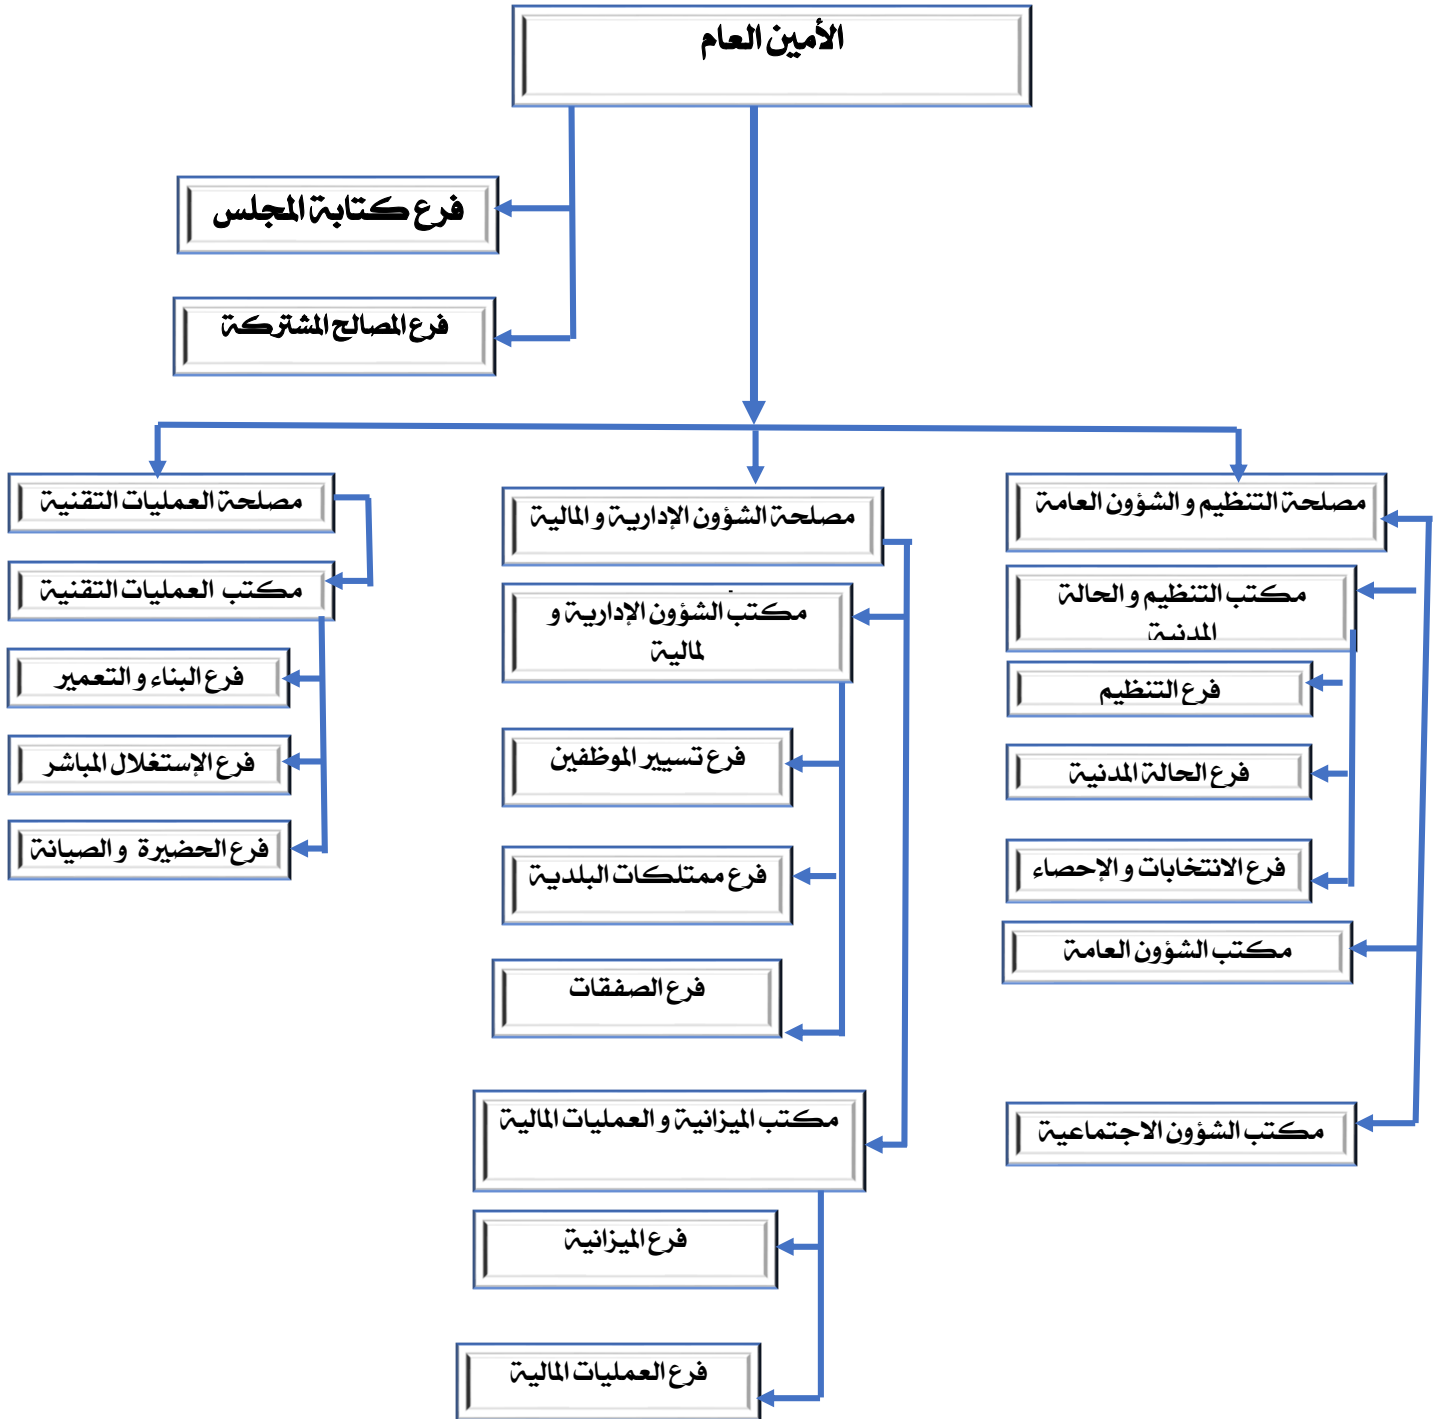 الأمين العام
فرع كتابة المجلس
فرع المصالح المشتركة
مصلحة التنظيم و الشؤون العامة
مكتب التنظيم و الحالة
المدنية
فرع التنظيم
فرع الحالة المدنية
فرع الانتخابات و الإحصاء
مكتب الشؤون العامة
مكتب الشؤون الاجتماعية
مصلحة الشؤون الإدارية و المالية
مكتب الشؤون الإدارية و
لمالية
فرع تسيير الموظفين
فرع ممتلكات البلدية
فرع الصفقات
مكتب الميزانية و العمليات المالية
فرع الميزانية
فرع العمليات المالية
مصلحة العمليات التقنية
مكتب العمليات التقنية
فرع البناء و التعمير
فرع الإستغلال المباشر
فرع الحضيرة و الصيانة